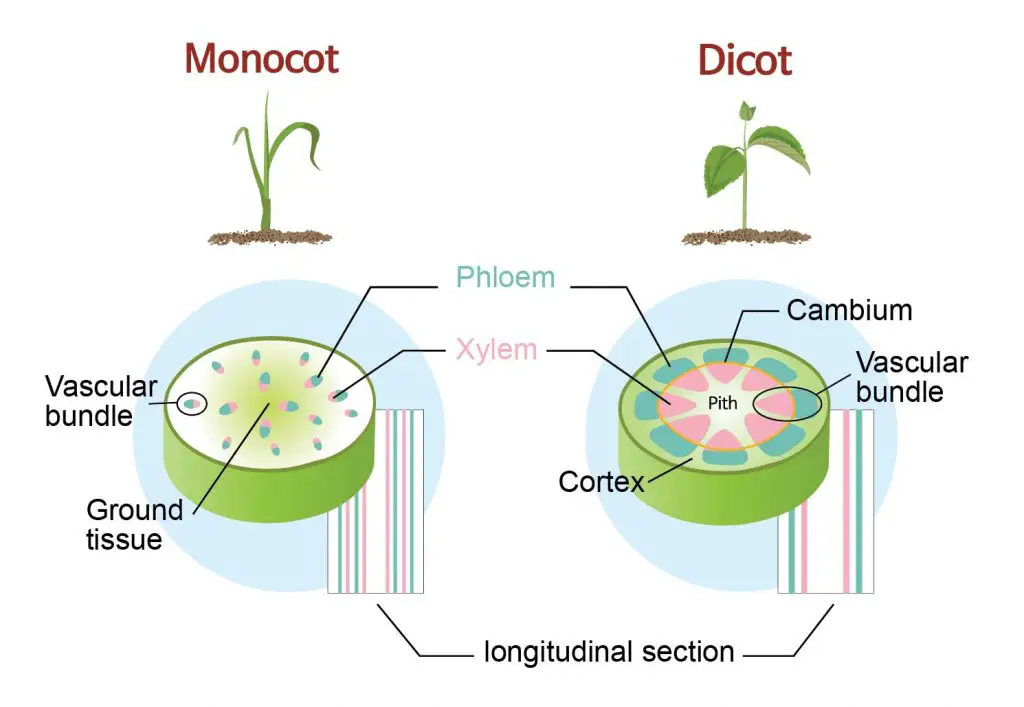 Monocot
Dicot
Phloem
Cambium
Xylem
Vascular
bundle
Vascular
bundle
Pith
Cortex
Ground
tissue
longitudinal section